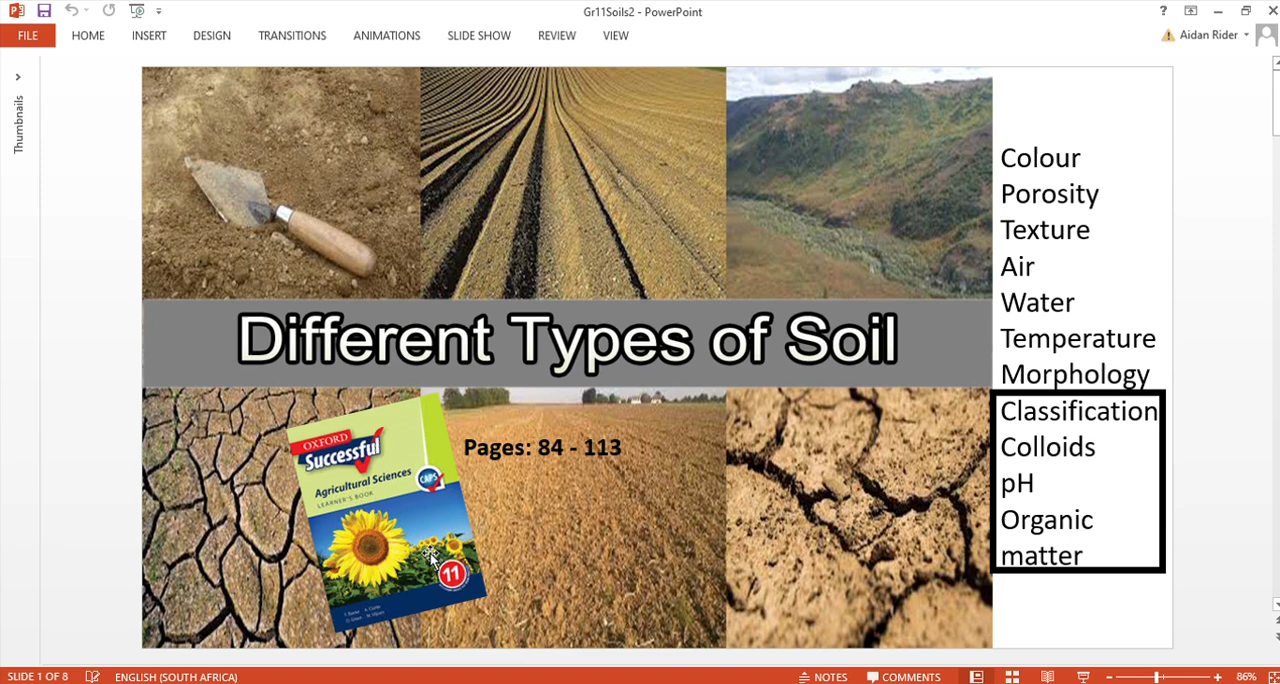 Gr11Soils2 - PowerPoint
?
FILE
HOME
INSERT
DESIGN
TRANSITIONS
ANIMATIONS
SLIDE SHOW
REVIEW
VIEW
Aidan Rider
Thumbnails
Colour
Porosity
Texture
Air
Water
Temperature
Morphology
Classification
Colloids
pH
Organic
matter
Different Types of Soil
OXFORD
Successful
Agricultural Sciences
LEARNER'S BOOK
CAPS
11
Pages: 84 - 113
SLIDE 1 OF 8
ENGLISH (SOUTH AFRICA)
NOTES
COMMENTS
86%